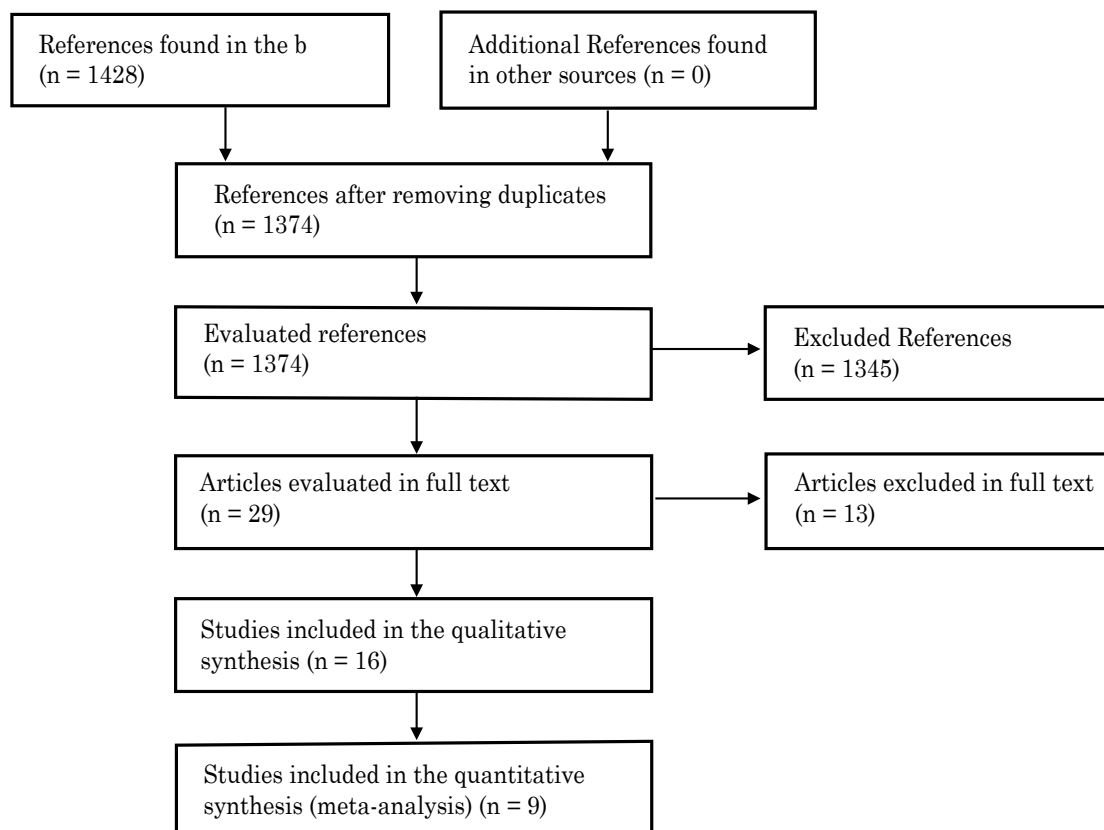 References found in the b
(n = 1428)
Additional References found
in other sources (n = 0)
References after removing duplicates
(n = 1374)
Evaluated references
(n = 1374)
Excluded References
(n = 1345)
Articles evaluated in full text
(n = 29)
Articles excluded in full text
(n = 13)
Studies included in the qualitative
synthesis (n = 16)
Studies included in the quantitative
synthesis (meta-analysis) (n = 9)